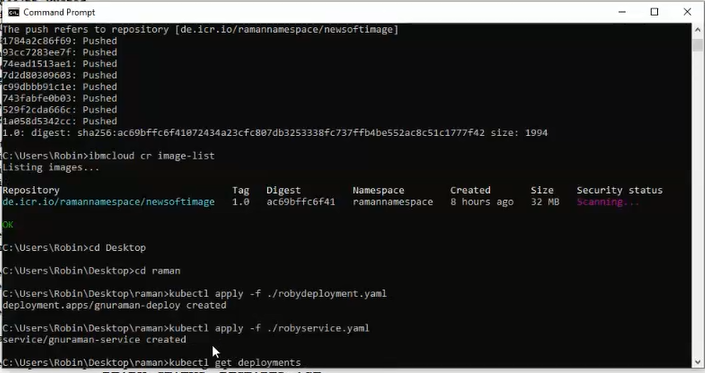 Command Prompt
The push refers to repository [de.icr.io/ramannamespace/newsoftimage]
1784a2c86f69: Pushed
93cc7283ee7f: Pushed
74ead1513ae1: Pushed
7d2d80309603: Pushed
c99dbbb91c1e: Pushed
743fabfe0b03: Pushed
529f2cda666c: Pushed
1a058d5342cc: Pushed
1.0: digest: sha256:ac69bffc6f41072434a23cfc807db3253338fc737ffb4be552ac8c51c1777f42 size: 1994
C:\Users\Robin>ibmcloud cr image-list
Listing images...
Repository Tag Digest Namespace Created Size Security status
de.icr.io/ramannamespace/newsoftimage 1.0 ac69bffc6f41 ramannamespace 8 hours ago 32 MB Scanning...
OK
C:\Users\Robin>cd Desktop
C:\Users\Robin\Desktop>cd raman
C:\Users\Robin\Desktop\raman>kubectl apply -f ./robydeployment.yaml
deployment.apps/gnuraman-deploy created
C:\Users\Robin\Desktop\raman>kubectl apply -f ./robyservice.yaml
service/gnuraman-service created
C:\Users\Robin\Desktop\raman>kubectl get deployments